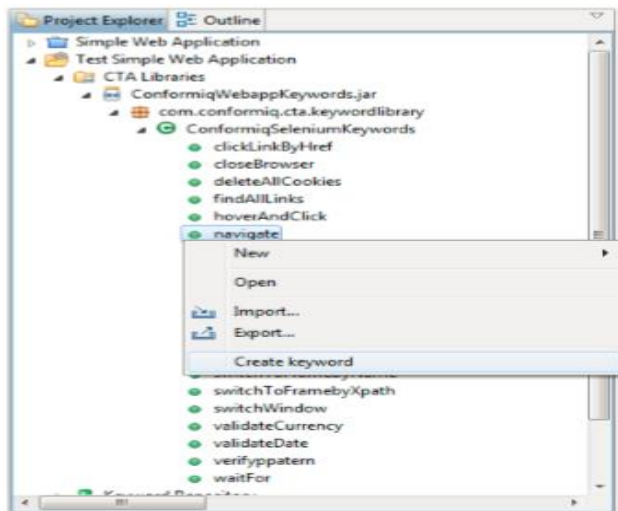 Project Explorer Outline
Simple Web Application
Test Simple Web Application
CTA Libraries
ConformiqWebappKeywords.jar
com.conformiq.cta.keywordlibrary
ConformiqSeleniumKeywords
clickLinkByHref
closeBrowser
deleteAllCookies
findAllLinks
hoverAndClick
navigate
New
Open
Import...
Export...
Create keyword
switchToFramebyXpath
switchWindow
validateCurrency
validateDate
verifyppatern
waitFor